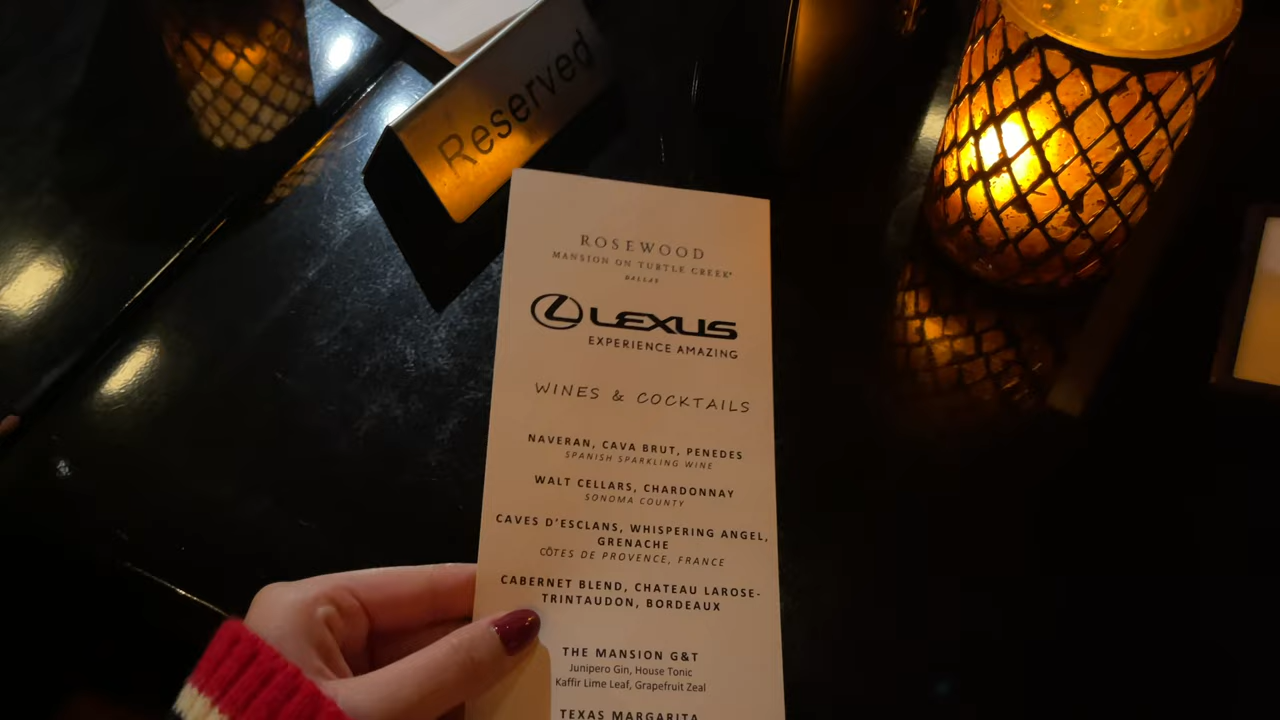 Reserved
ROSEWOOD
MANSION ON TURTLE CREEK®
DALLAS
LEXUS
EXPERIENCE AMAZING
WINES & COCKTAILS
NAVERAN, CAVA BRUT, PENEDES
SPANISH SPARKLING WINE
WALT CELLARS, CHARDONNAY
SONOMA COUNTY
CAVES D'ESCLANS, WHISPERING ANGEL,
GRENACHE
CÔTES DE PROVENCE, FRANCE
CABERNET BLEND, CHATEAU LAROSE-
TRINTAUDON, BORDEAUX
THE MANSION G&T
Junipero Gin, House Tonic
Kaffir Lime Leaf, Grapefruit Zeal
TEXAS MARGARITA